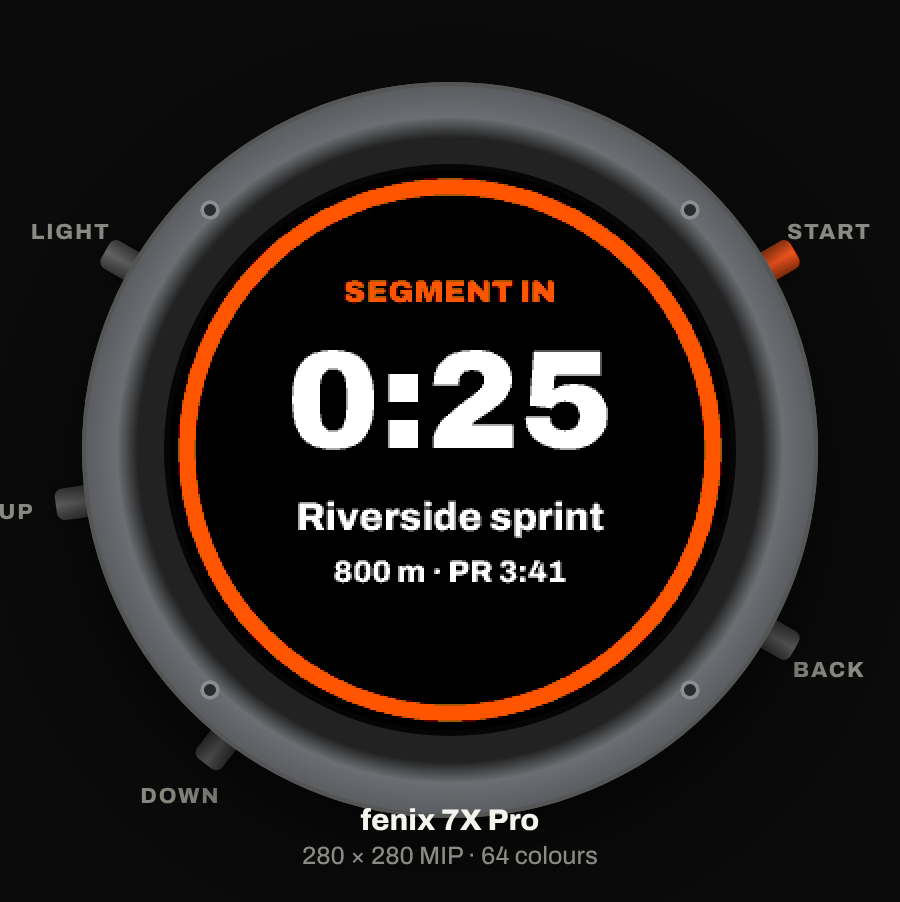 LIGHT
START
SEGMENT IN
0:25
Riverside sprint
800 m · PR 3:41
UP
BACK
DOWN
fenix 7X Pro
280 × 280 MIP · 64 colours